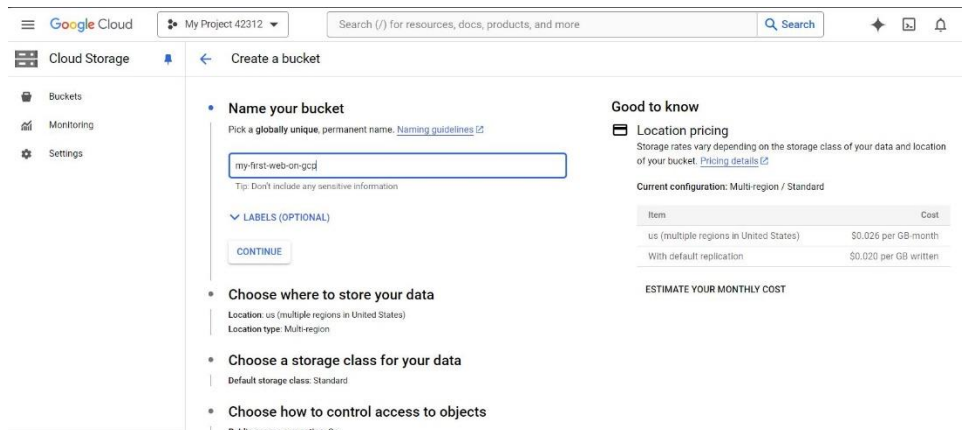 Google Cloud
My Project 42312
Search (/) for resources, docs, products, and more
Search
Cloud Storage
Create a bucket
Buckets
Monitoring
Settings
Name your bucket
Pick a globally unique, permanent name. Naming guidelines
my-first-web-on-gcp
Tip: Don't include any sensitive information
LABELS (OPTIONAL)
CONTINUE
Choose where to store your data
Location: us (multiple regions in United States)
Location type: Multi-region
Choose a storage class for your data
Default storage class: Standard
Choose how to control access to objects
Good to know
Location pricing
Storage rates vary depending on the storage class of your data and location
of your bucket. Pricing details
Current configuration: Multi-region / Standard
Item Cost
us (multiple regions in United States) $0.026 per GB-month
With default replication $0.020 per GB written
ESTIMATE YOUR MONTHLY COST